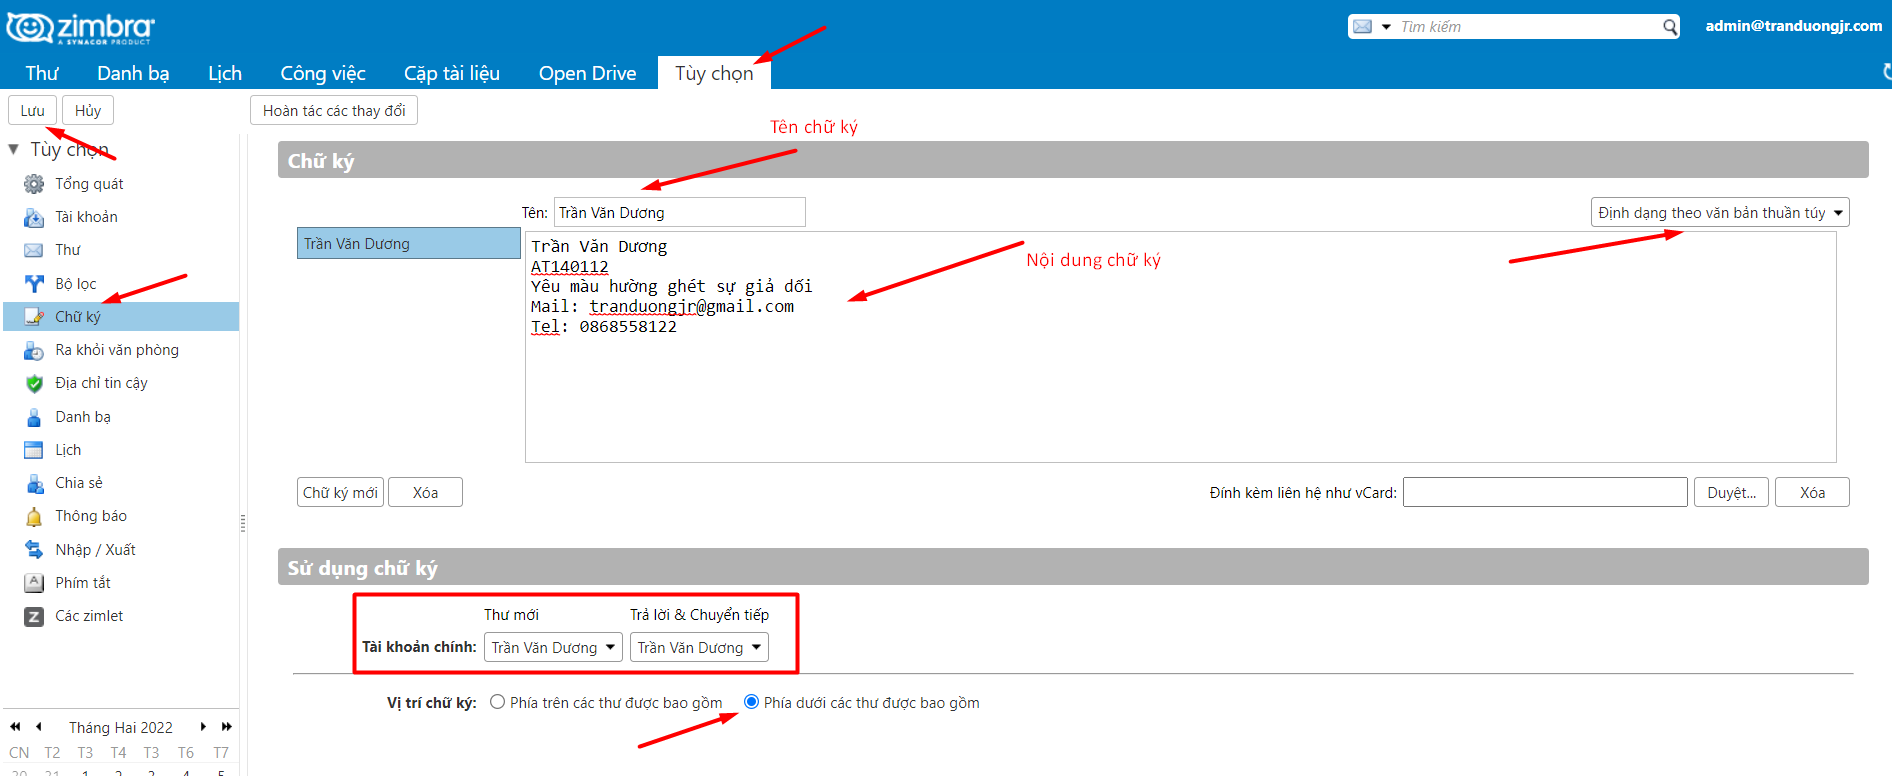 zimbra
A SYNACOR PRODUCT
Tìm kiếm
admin@tranduongjr.com
Thư Danh bạ Lịch Công việc Cặp tài liệu Open Drive Tùy chọn
Lưu Hủy Hoàn tác các thay đổi
Tên chữ ký
Tùy chọn
Chữ ký
Tổng quát
Tài khoản
Thư
Bộ lọc
Chữ ký
Ra khỏi văn phòng
Địa chỉ tin cậy
Danh bạ
Lịch
Chia sẻ
Thông báo
Nhập / Xuất
Phím tắt
Các zimlet
Tên: Trần Văn Dương
Định dạng theo văn bản thuần túy
Trần Văn Dương
Trần Văn Dương
AT140112
Yêu màu hường ghét sự giả dối
Mail: tranduongjr@gmail.com
Tel: 0868558122
Nội dung chữ ký
Chữ ký mới Xóa
Đính kèm liên hệ như vCard: Duyệt... Xóa
Sử dụng chữ ký
Thư mới Trả lời & Chuyển tiếp
Tài khoản chính: Trần Văn Dương Trần Văn Dương
Vị trí chữ ký: Phía trên các thư được bao gồm Phía dưới các thư được bao gồm
Tháng Hai 2022
CN T2 T3 T4 T3 T6 T7
30 31 1 2 3 4 5